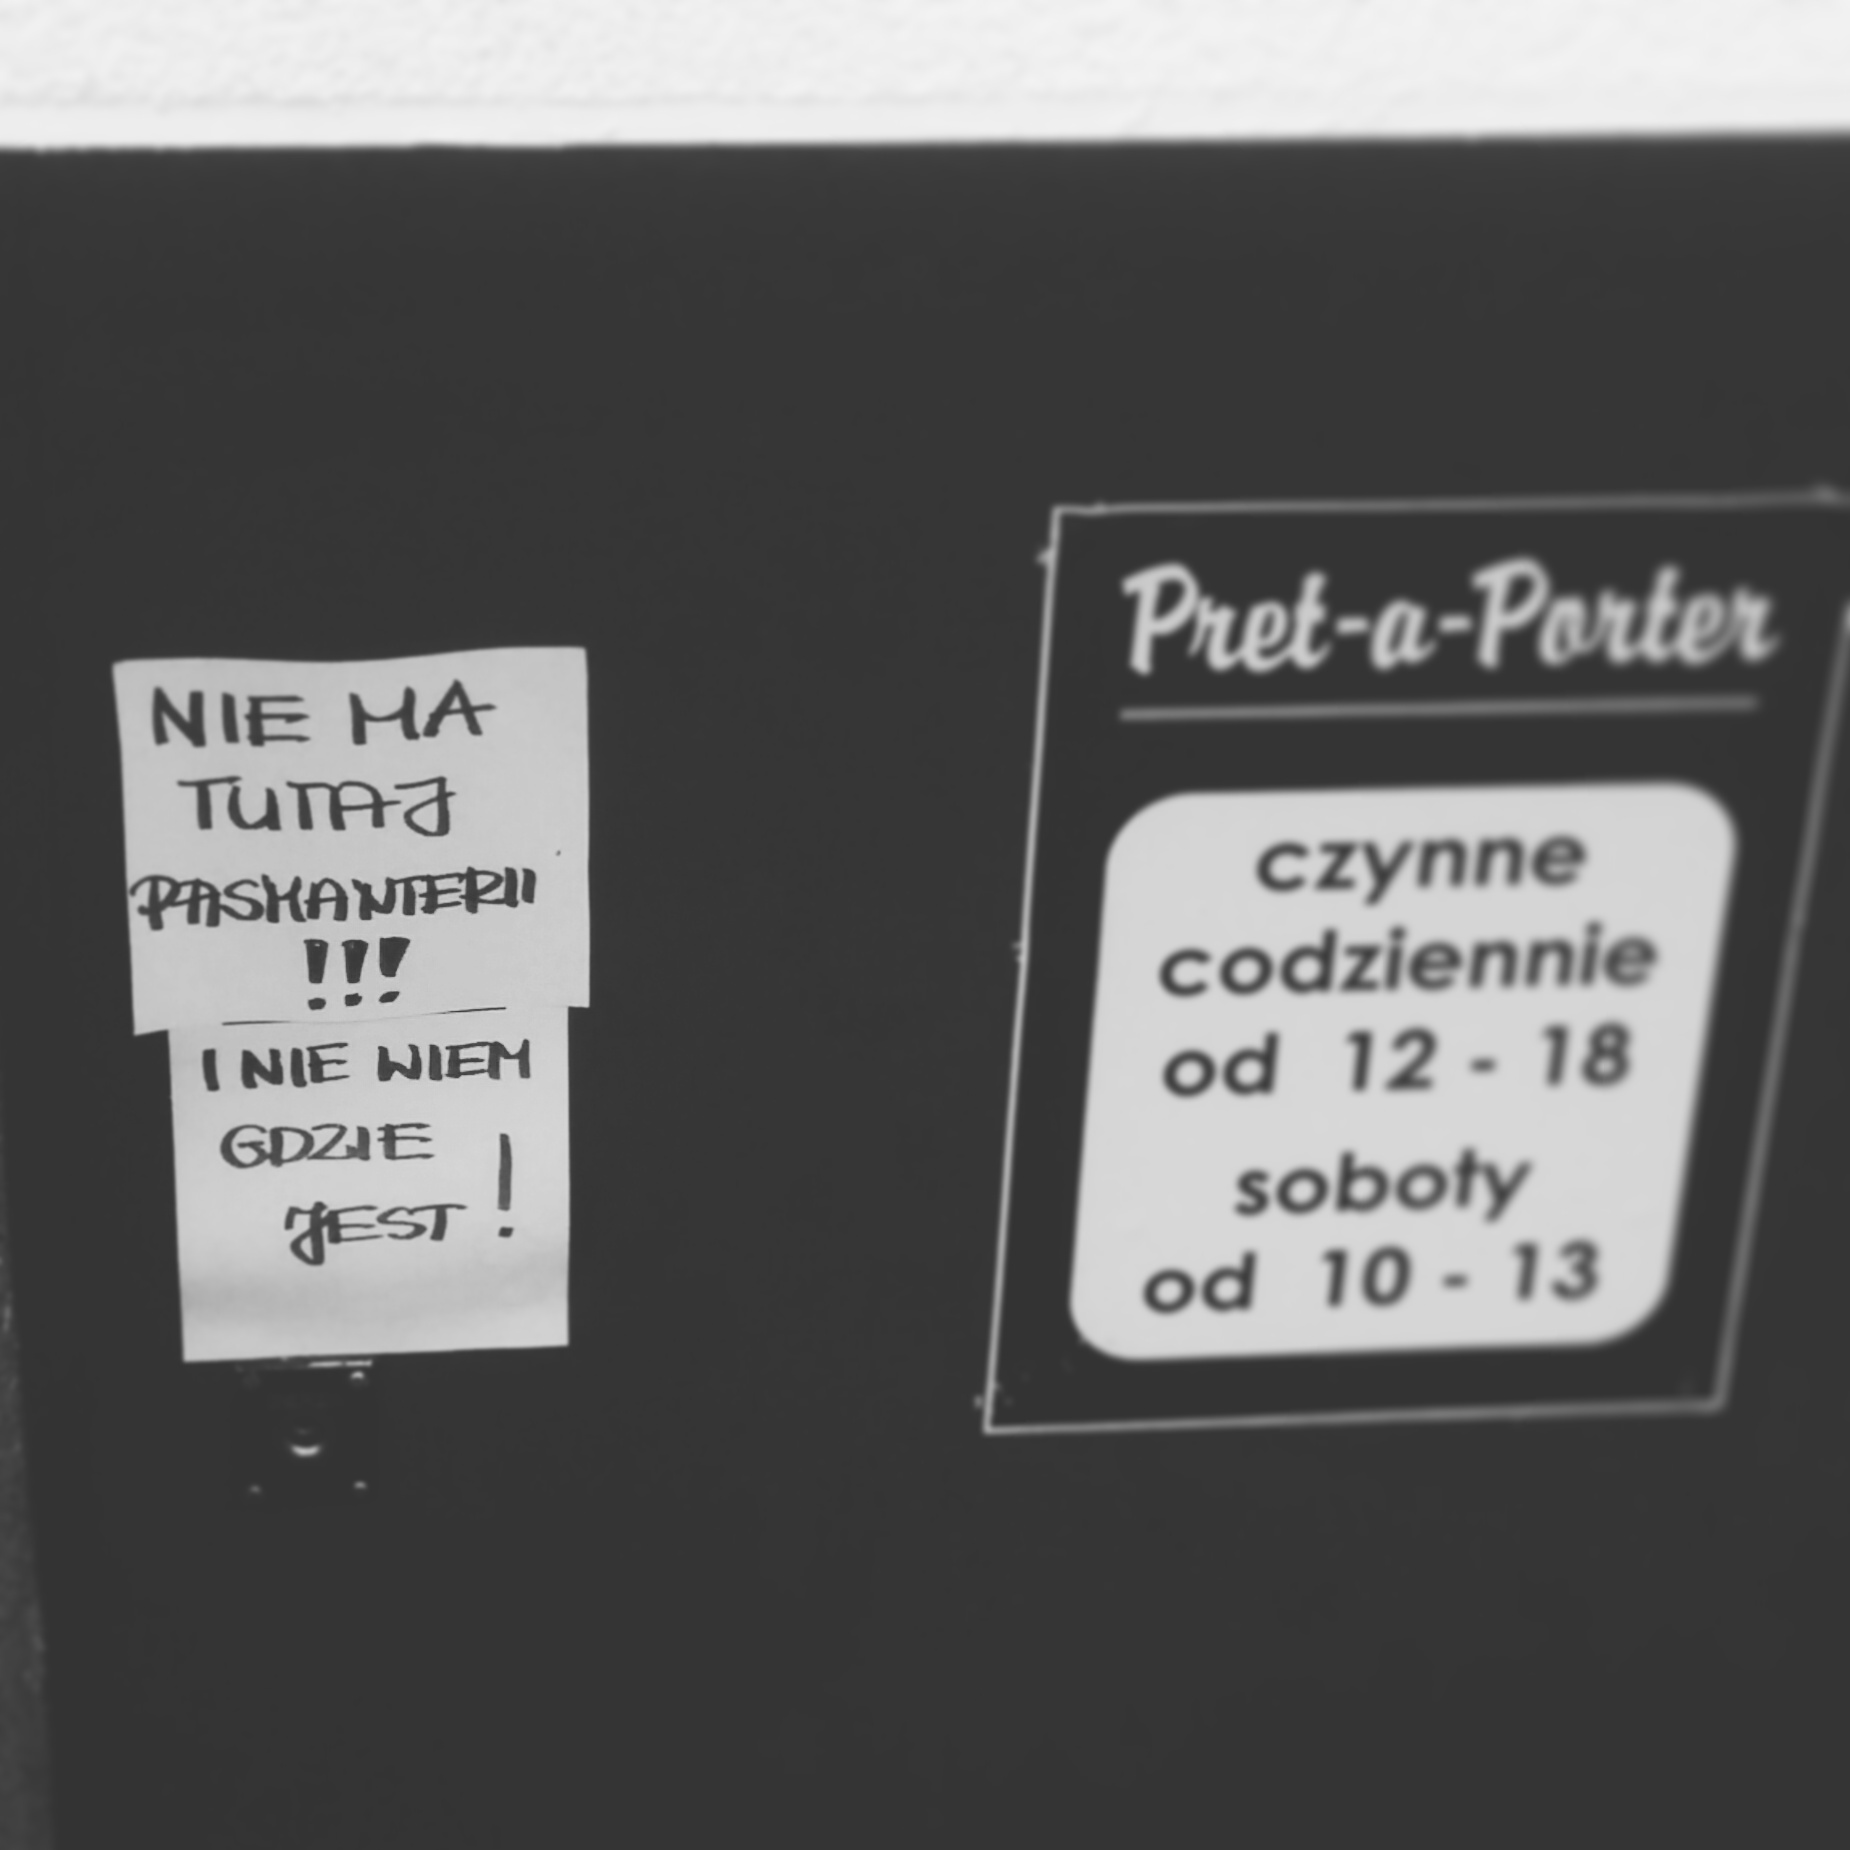 NIE MA
TUTAJ
PASMANTERII
!!!
I NIE WIEM
GDZIE
JEST !
Pret-a-Porter
czynne
codziennie
od 12 - 18
soboty
od 10 - 13